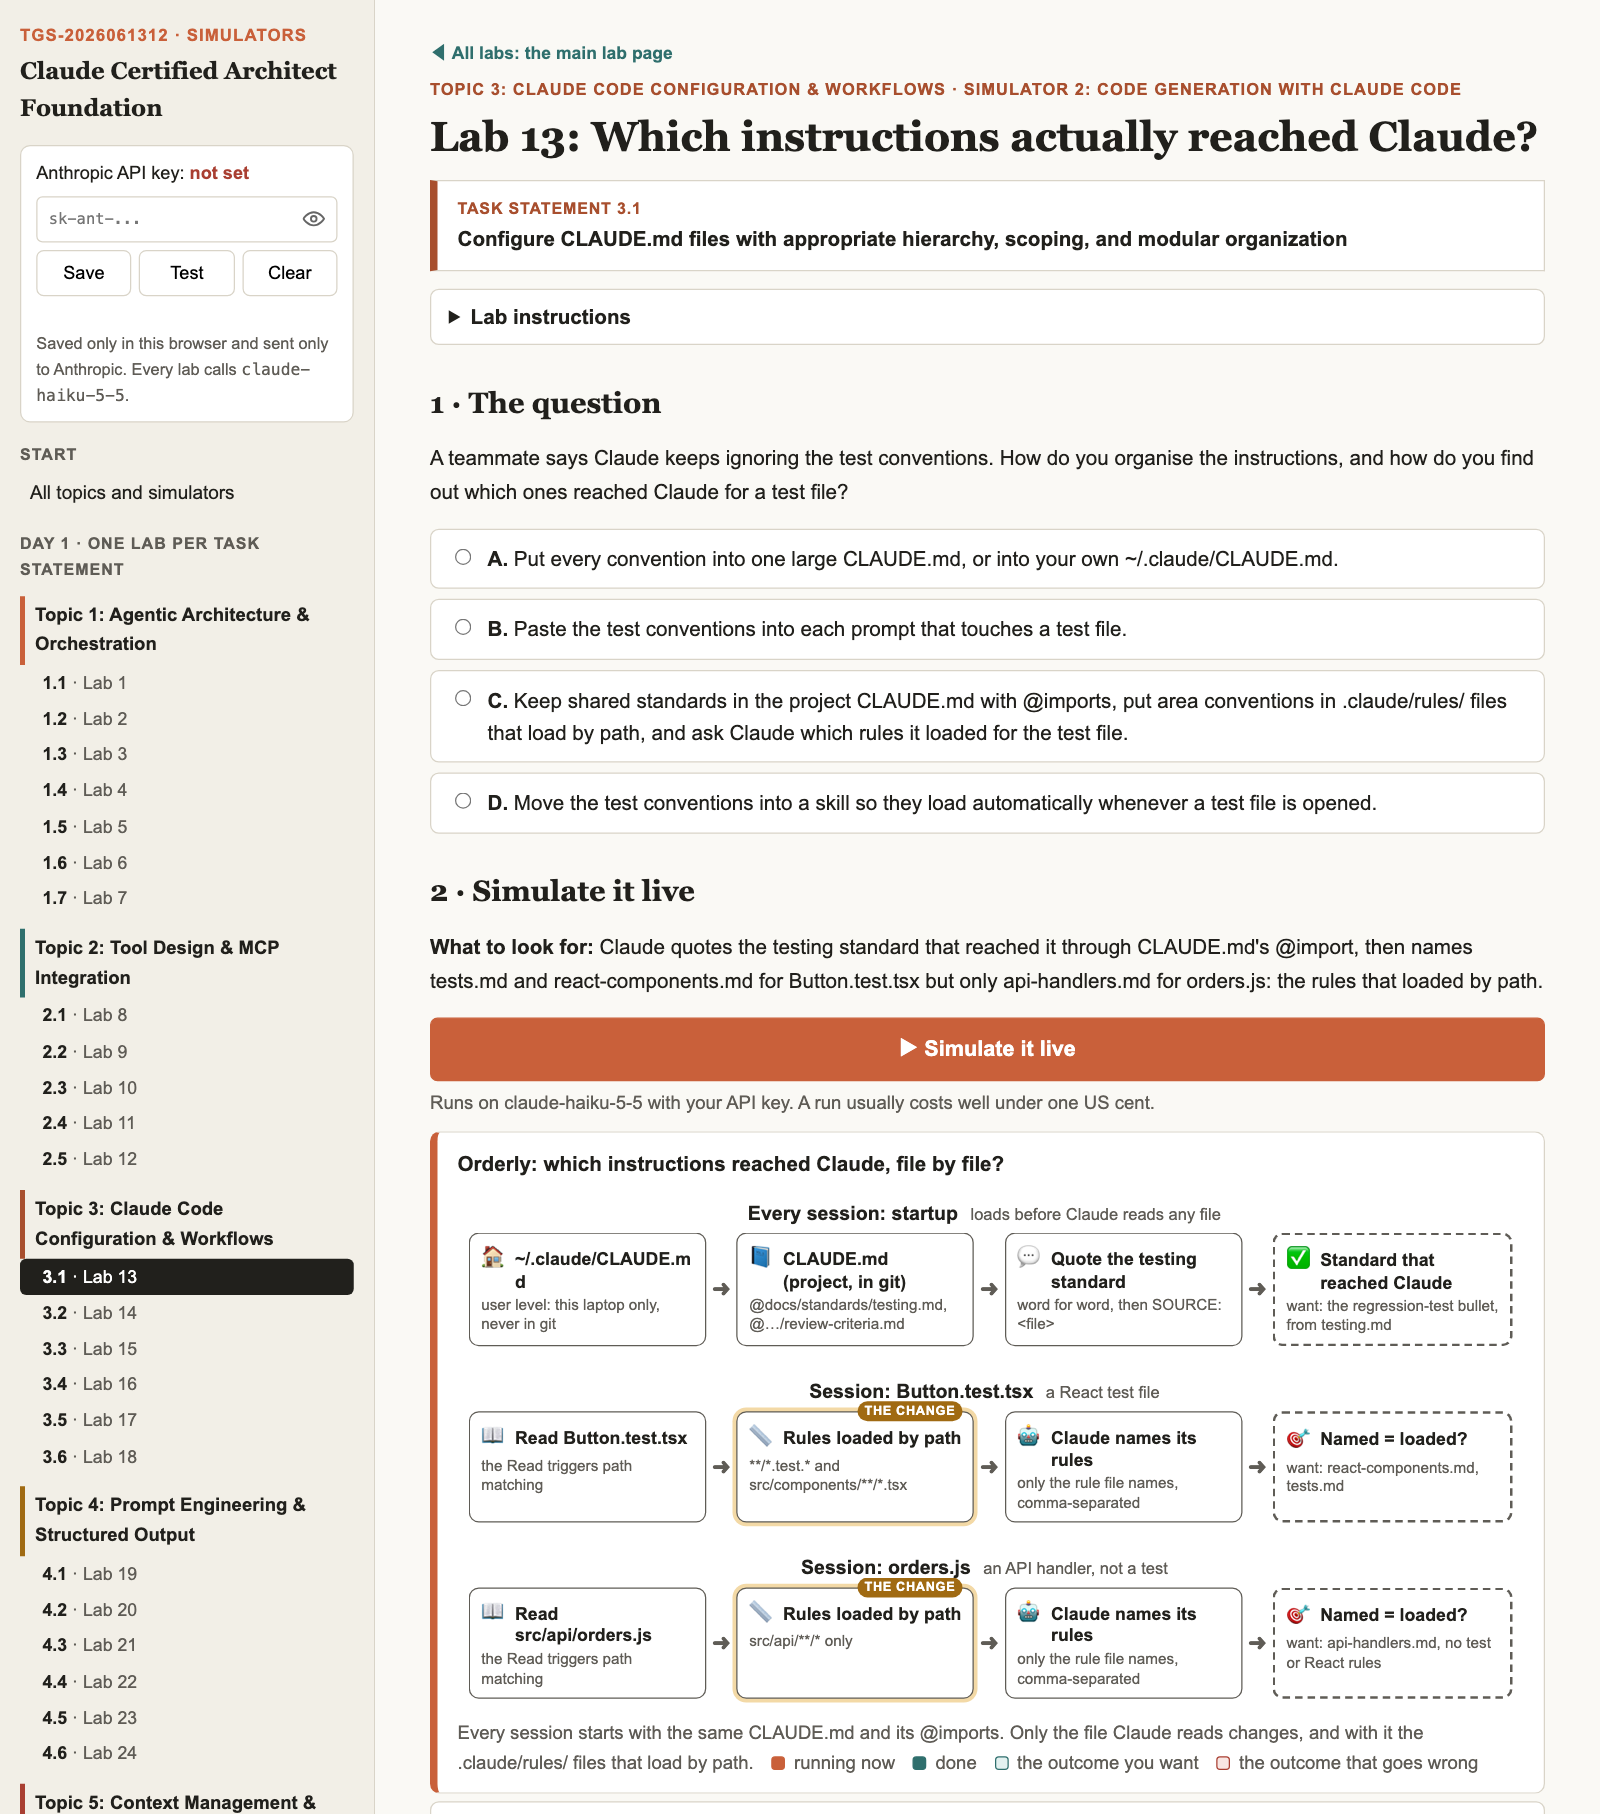 TGS-2026061312 · SIMULATORS
Claude Certified Architect
Foundation
Anthropic API key: not set
sk-ant-...
Save
Test
Clear
Saved only in this browser and sent only
to Anthropic. Every lab calls claude-
haiku-5-5.
START
All topics and simulators
DAY 1 · ONE LAB PER TASK
STATEMENT
Topic 1: Agentic Architecture &
Orchestration
1.1 · Lab 1
1.2 · Lab 2
1.3 · Lab 3
1.4 · Lab 4
1.5 · Lab 5
1.6 · Lab 6
1.7 · Lab 7
Topic 2: Tool Design & MCP
Integration
2.1 · Lab 8
2.2 · Lab 9
2.3 · Lab 10
2.4 · Lab 11
2.5 · Lab 12
Topic 3: Claude Code
Configuration & Workflows
3.1 · Lab 13
3.2 · Lab 14
3.3 · Lab 15
3.4 · Lab 16
3.5 · Lab 17
3.6 · Lab 18
Topic 4: Prompt Engineering &
Structured Output
4.1 · Lab 19
4.2 · Lab 20
4.3 · Lab 21
4.4 · Lab 22
4.5 · Lab 23
4.6 · Lab 24
Topic 5: Context Management &
All labs: the main lab page
TOPIC 3: CLAUDE CODE CONFIGURATION & WORKFLOWS · SIMULATOR 2: CODE GENERATION WITH CLAUDE CODE
Lab 13: Which instructions actually reached Claude?
TASK STATEMENT 3.1
Configure CLAUDE.md files with appropriate hierarchy, scoping, and modular organization
Lab instructions
1 · The question
A teammate says Claude keeps ignoring the test conventions. How do you organise the instructions, and how do you find
out which ones reached Claude for a test file?
A. Put every convention into one large CLAUDE.md, or into your own ~/.claude/CLAUDE.md.
B. Paste the test conventions into each prompt that touches a test file.
C. Keep shared standards in the project CLAUDE.md with @imports, put area conventions in .claude/rules/ files
that load by path, and ask Claude which rules it loaded for the test file.
D. Move the test conventions into a skill so they load automatically whenever a test file is opened.
2 · Simulate it live
What to look for: Claude quotes the testing standard that reached it through CLAUDE.md's @import, then names
tests.md and react-components.md for Button.test.tsx but only api-handlers.md for orders.js: the rules that loaded by path.
Simulate it live
Runs on claude-haiku-5-5 with your API key. A run usually costs well under one US cent.
Orderly: which instructions reached Claude, file by file?
Every session: startup loads before Claude reads any file
~/.claude/CLAUDE.m
d
user level: this laptop only,
never in git
CLAUDE.md
(project, in git)
@docs/standards/testing.md,
@…/review-criteria.md
Quote the testing
standard
word for word, then SOURCE:
<file>
Standard that
reached Claude
want: the regression-test bullet,
from testing.md
Session: Button.test.tsx a React test file
Read Button.test.tsx
the Read triggers path
matching
THE CHANGE
Rules loaded by path
**/*.test.* and
src/components/**/*.tsx
Claude names its
rules
only the rule file names,
comma-separated
Named = loaded?
want: react-components.md,
tests.md
Session: orders.js an API handler, not a test
Read
src/api/orders.js
the Read triggers path
matching
THE CHANGE
Rules loaded by path
src/api/**/* only
Claude names its
rules
only the rule file names,
comma-separated
Named = loaded?
want: api-handlers.md, no test
or React rules
Every session starts with the same CLAUDE.md and its @imports. Only the file Claude reads changes, and with it the
.claude/rules/ files that load by path. running now done the outcome you want the outcome that goes wrong